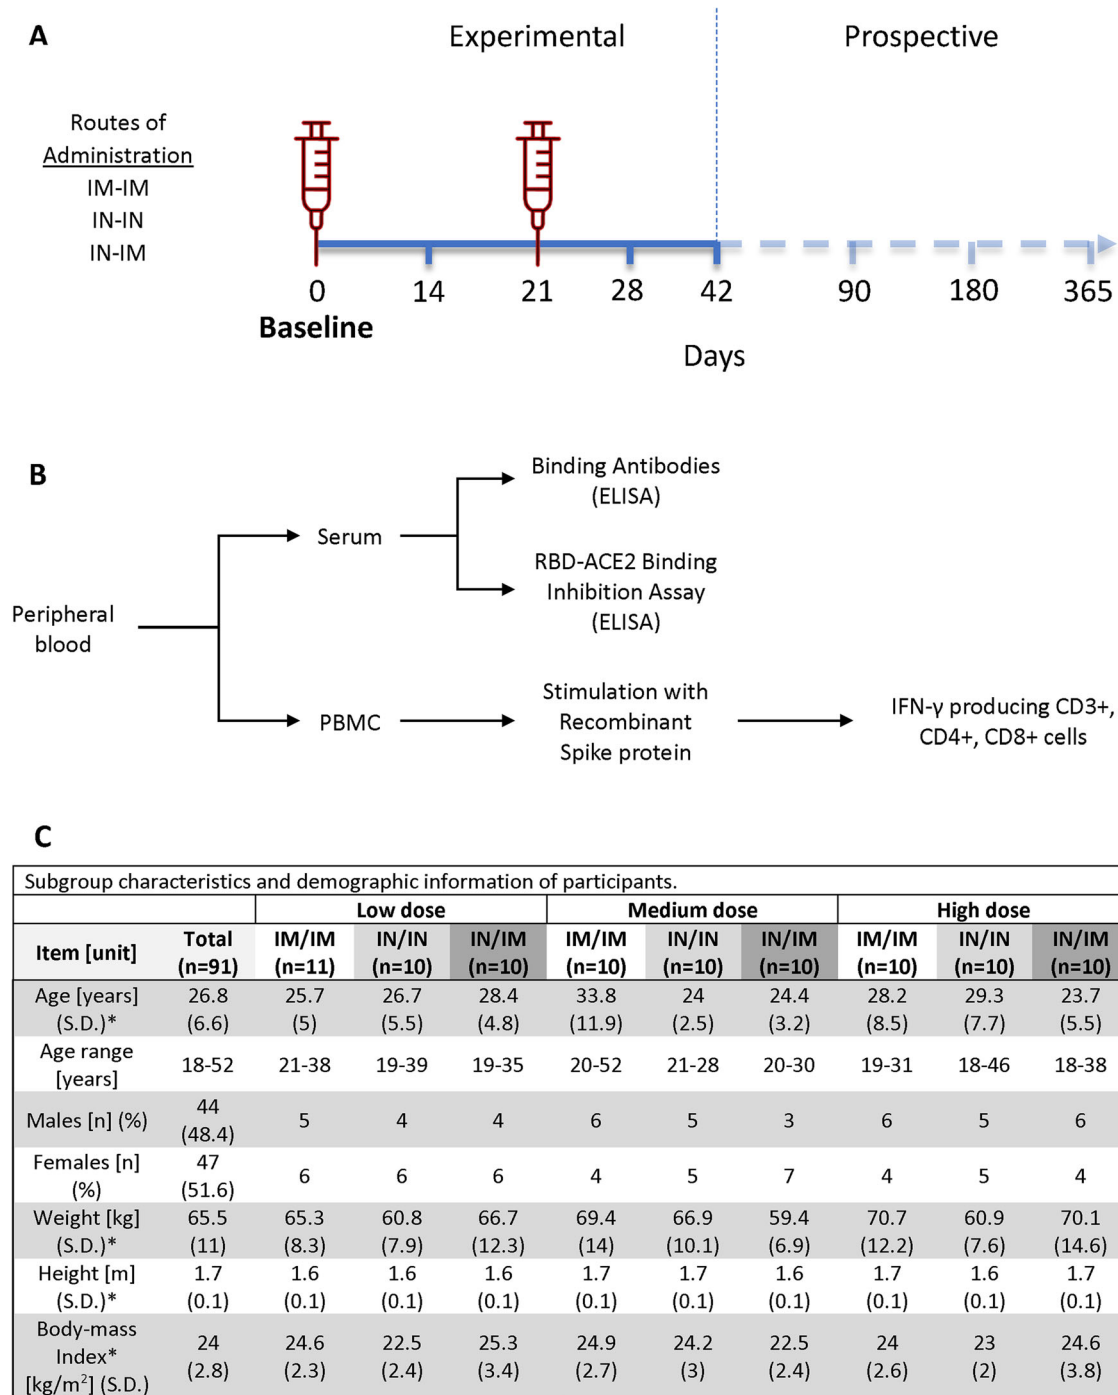 A
Experimental
Prospective
Routes of
Administration
IM-IM
IN-IN
IN-IM
0 14 21 28 42 90 180 365
Baseline
Days
B
Peripheral
blood
Serum
Binding Antibodies
(ELISA)
RBD-ACE2 Binding
Inhibition Assay
(ELISA)
PBMC
Stimulation with
Recombinant
Spike protein
IFN-γ producing CD3+,
CD4+, CD8+ cells
C
Subgroup characteristics and demographic information of participants.
Low dose Medium dose High dose
Item [unit] Total IM/IM IN/IN IN/IM IM/IM IN/IN IN/IM IM/IM IN/IN IN/IM
(n=91) (n=11) (n=10) (n=10) (n=10) (n=10) (n=10) (n=10) (n=10) (n=10)
Age [years] 26.8 25.7 26.7 28.4 33.8 24 24.4 28.2 29.3 23.7
(S.D.)* (6.6) (5) (5.5) (4.8) (11.9) (2.5) (3.2) (8.5) (7.7) (5.5)
Age range
[years] 18-52 21-38 19-39 19-35 20-52 21-28 20-30 19-31 18-46 18-38
Males [n] (%) 44 5 4 4 6 5 3 6 5 6
(48.4)
Females [n] 47 6 6 6 4 5 7 4 5 4
(%) (51.6)
Weight [kg] 65.5 65.3 60.8 66.7 69.4 66.9 59.4 70.7 60.9 70.1
(S.D.)* (11) (8.3) (7.9) (12.3) (14) (10.1) (6.9) (12.2) (7.6) (14.6)
Height [m] 1.7 1.6 1.6 1.6 1.7 1.7 1.6 1.7 1.6 1.7
(S.D.)* (0.1) (0.1) (0.1) (0.1) (0.1) (0.1) (0.1) (0.1) (0.1) (0.1)
Body-mass
Index* 24 24.6 22.5 25.3 24.9 24.2 22.5 24 23 24.6
[kg/m²] (S.D.) (2.8) (2.3) (2.4) (3.4) (2.7) (3) (2.4) (2.6) (2) (3.8)